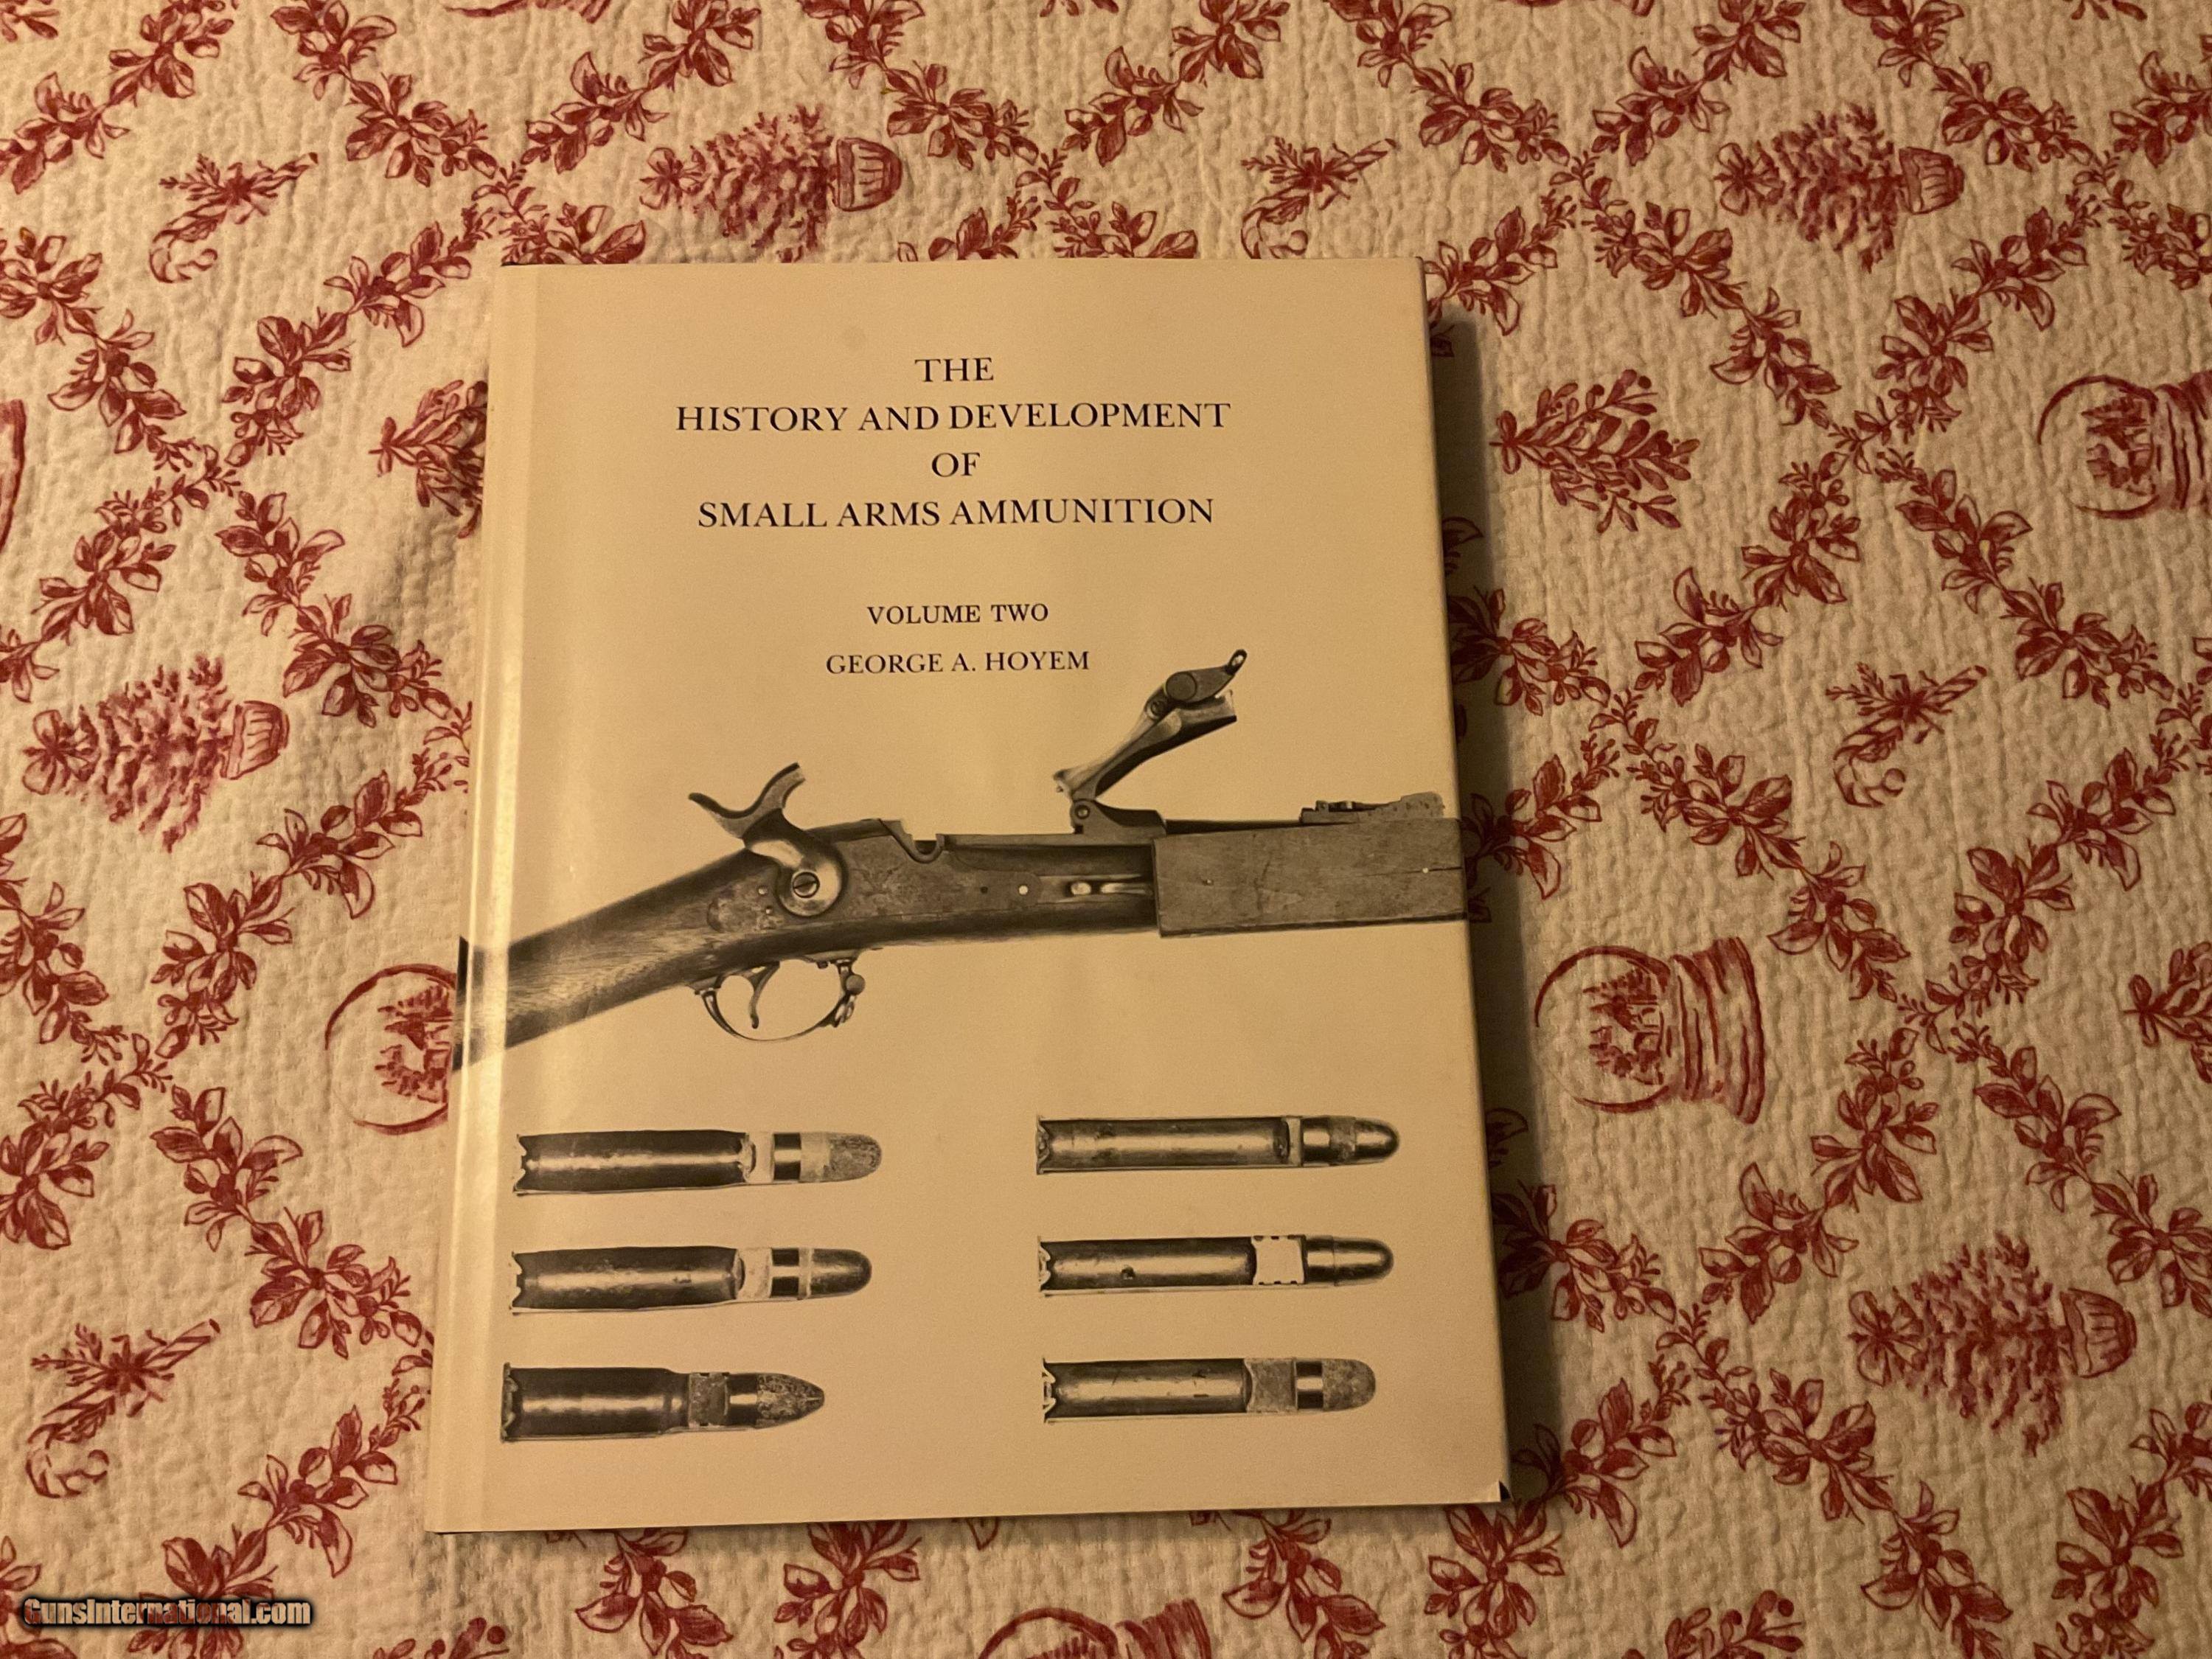 THE
HISTORY AND DEVELOPMENT
OF
SMALL ARMS AMMUNITION
VOLUME TWO
GEORGE A. HOYEM
GunsInternational.com